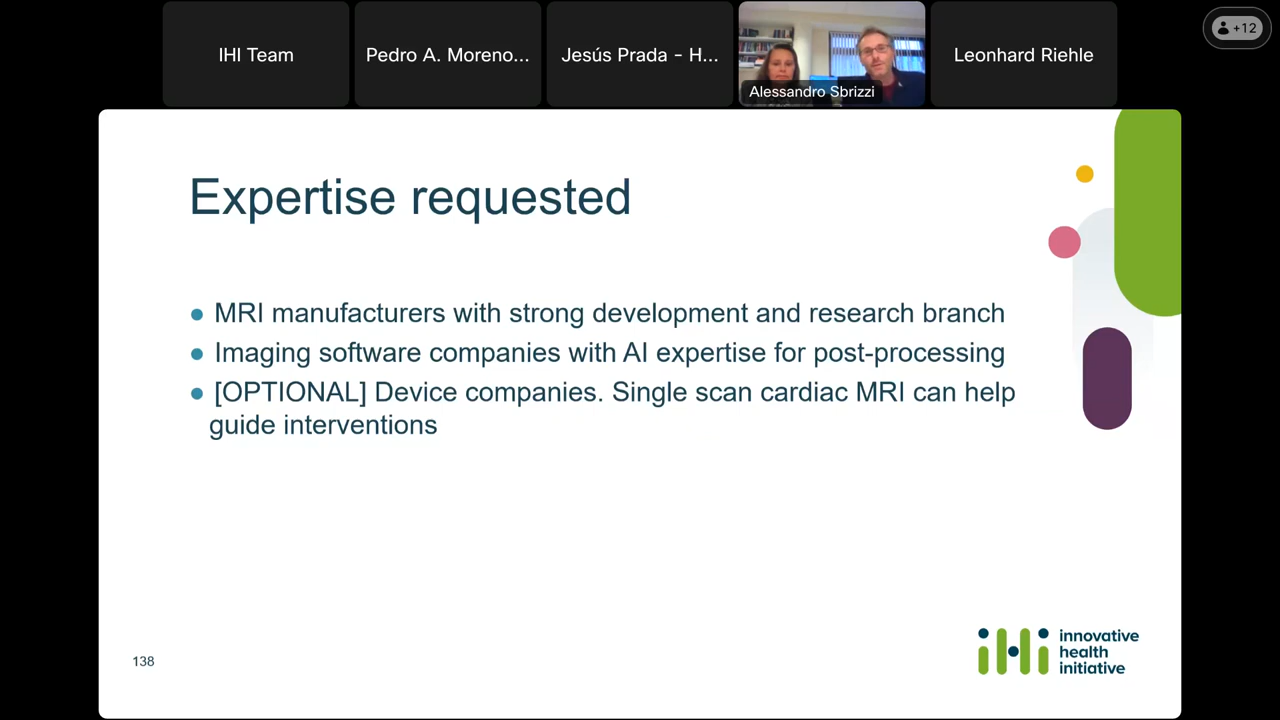 IHI Team
Pedro A. Moreno...
Jesús Prada - H...
Alessandro Sbrizzi
Leonhard Riehle
+12
Expertise requested
● MRI manufacturers with strong development and research branch
● Imaging software companies with AI expertise for post-processing
● [OPTIONAL] Device companies. Single scan cardiac MRI can help
guide interventions
138
iHi
innovative
health
initiative